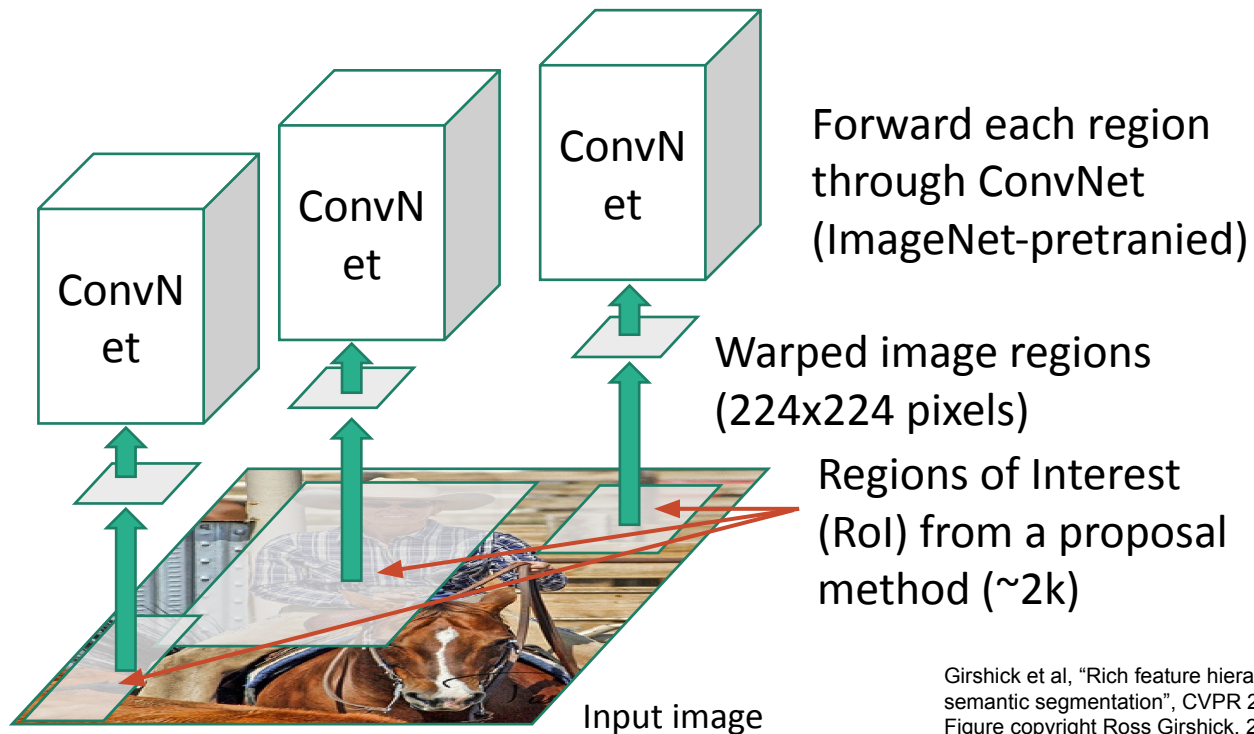 ConvN
et
ConvN
et
ConvN
et
Forward each region
through ConvNet
(ImageNet-pretranied)
Warped image regions
(224x224 pixels)
Regions of Interest
(RoI) from a proposal
method (~2k)
Input image
Girshick et al, “Rich feature hiera
semantic segmentation”, CVPR 2
Figure copyright Ross Girshick, 2